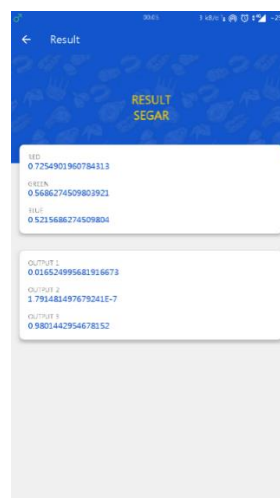 Result
RESULT
SEGAR
RED
0.7254901960784313
GREEN
0.5686274509803921
0.5215686274509804
OUTPUT 1
0.016524995681916673
OUTPUT 2
1.791481497679241E-7
OUTPUT 3
0.9801442954678152